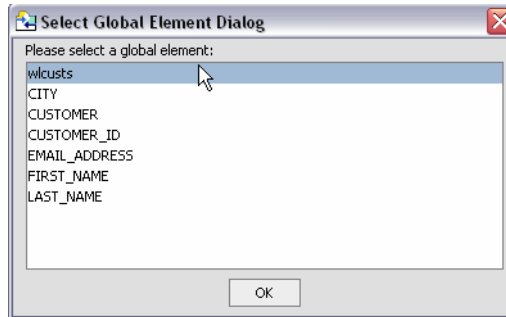 Select Global Element Dialog
Please select a global element:
wlcusts
CITY
CUSTOMER
CUSTOMER_ID
EMAIL_ADDRESS
FIRST_NAME
LAST_NAME
OK